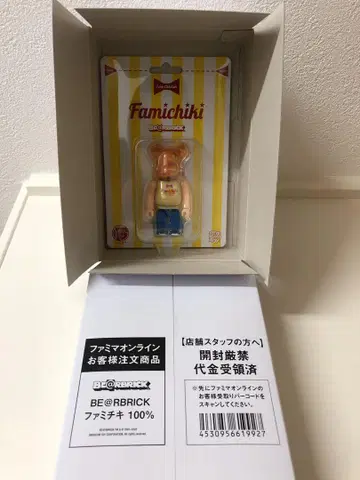 Famichiki
BE@RBRICK
ファミマオンライン
お客様注文商品
BE@RBRICK
BE@RBRICK
ファミチキ 100%
【店舗スタッフの方へ】
開封厳禁
代金受領済
※先にファミマオンラインの
お客様受取りバーコードを
スキャンしてください。
4530956619927